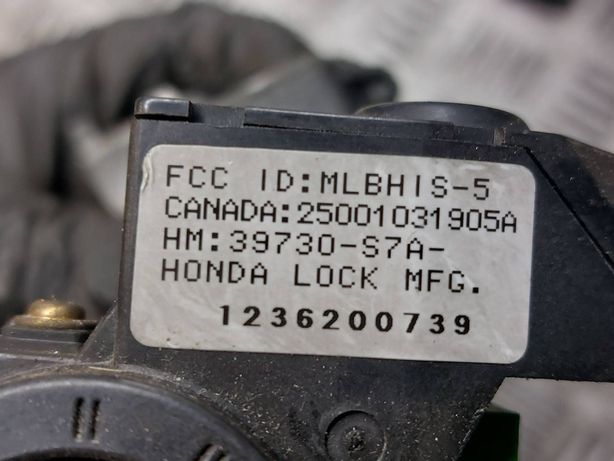 FCC ID:MLBHIS-5
CANADA:25001031905A
HM:39730-S7A-
HONDA LOCK MFG.
1236200739